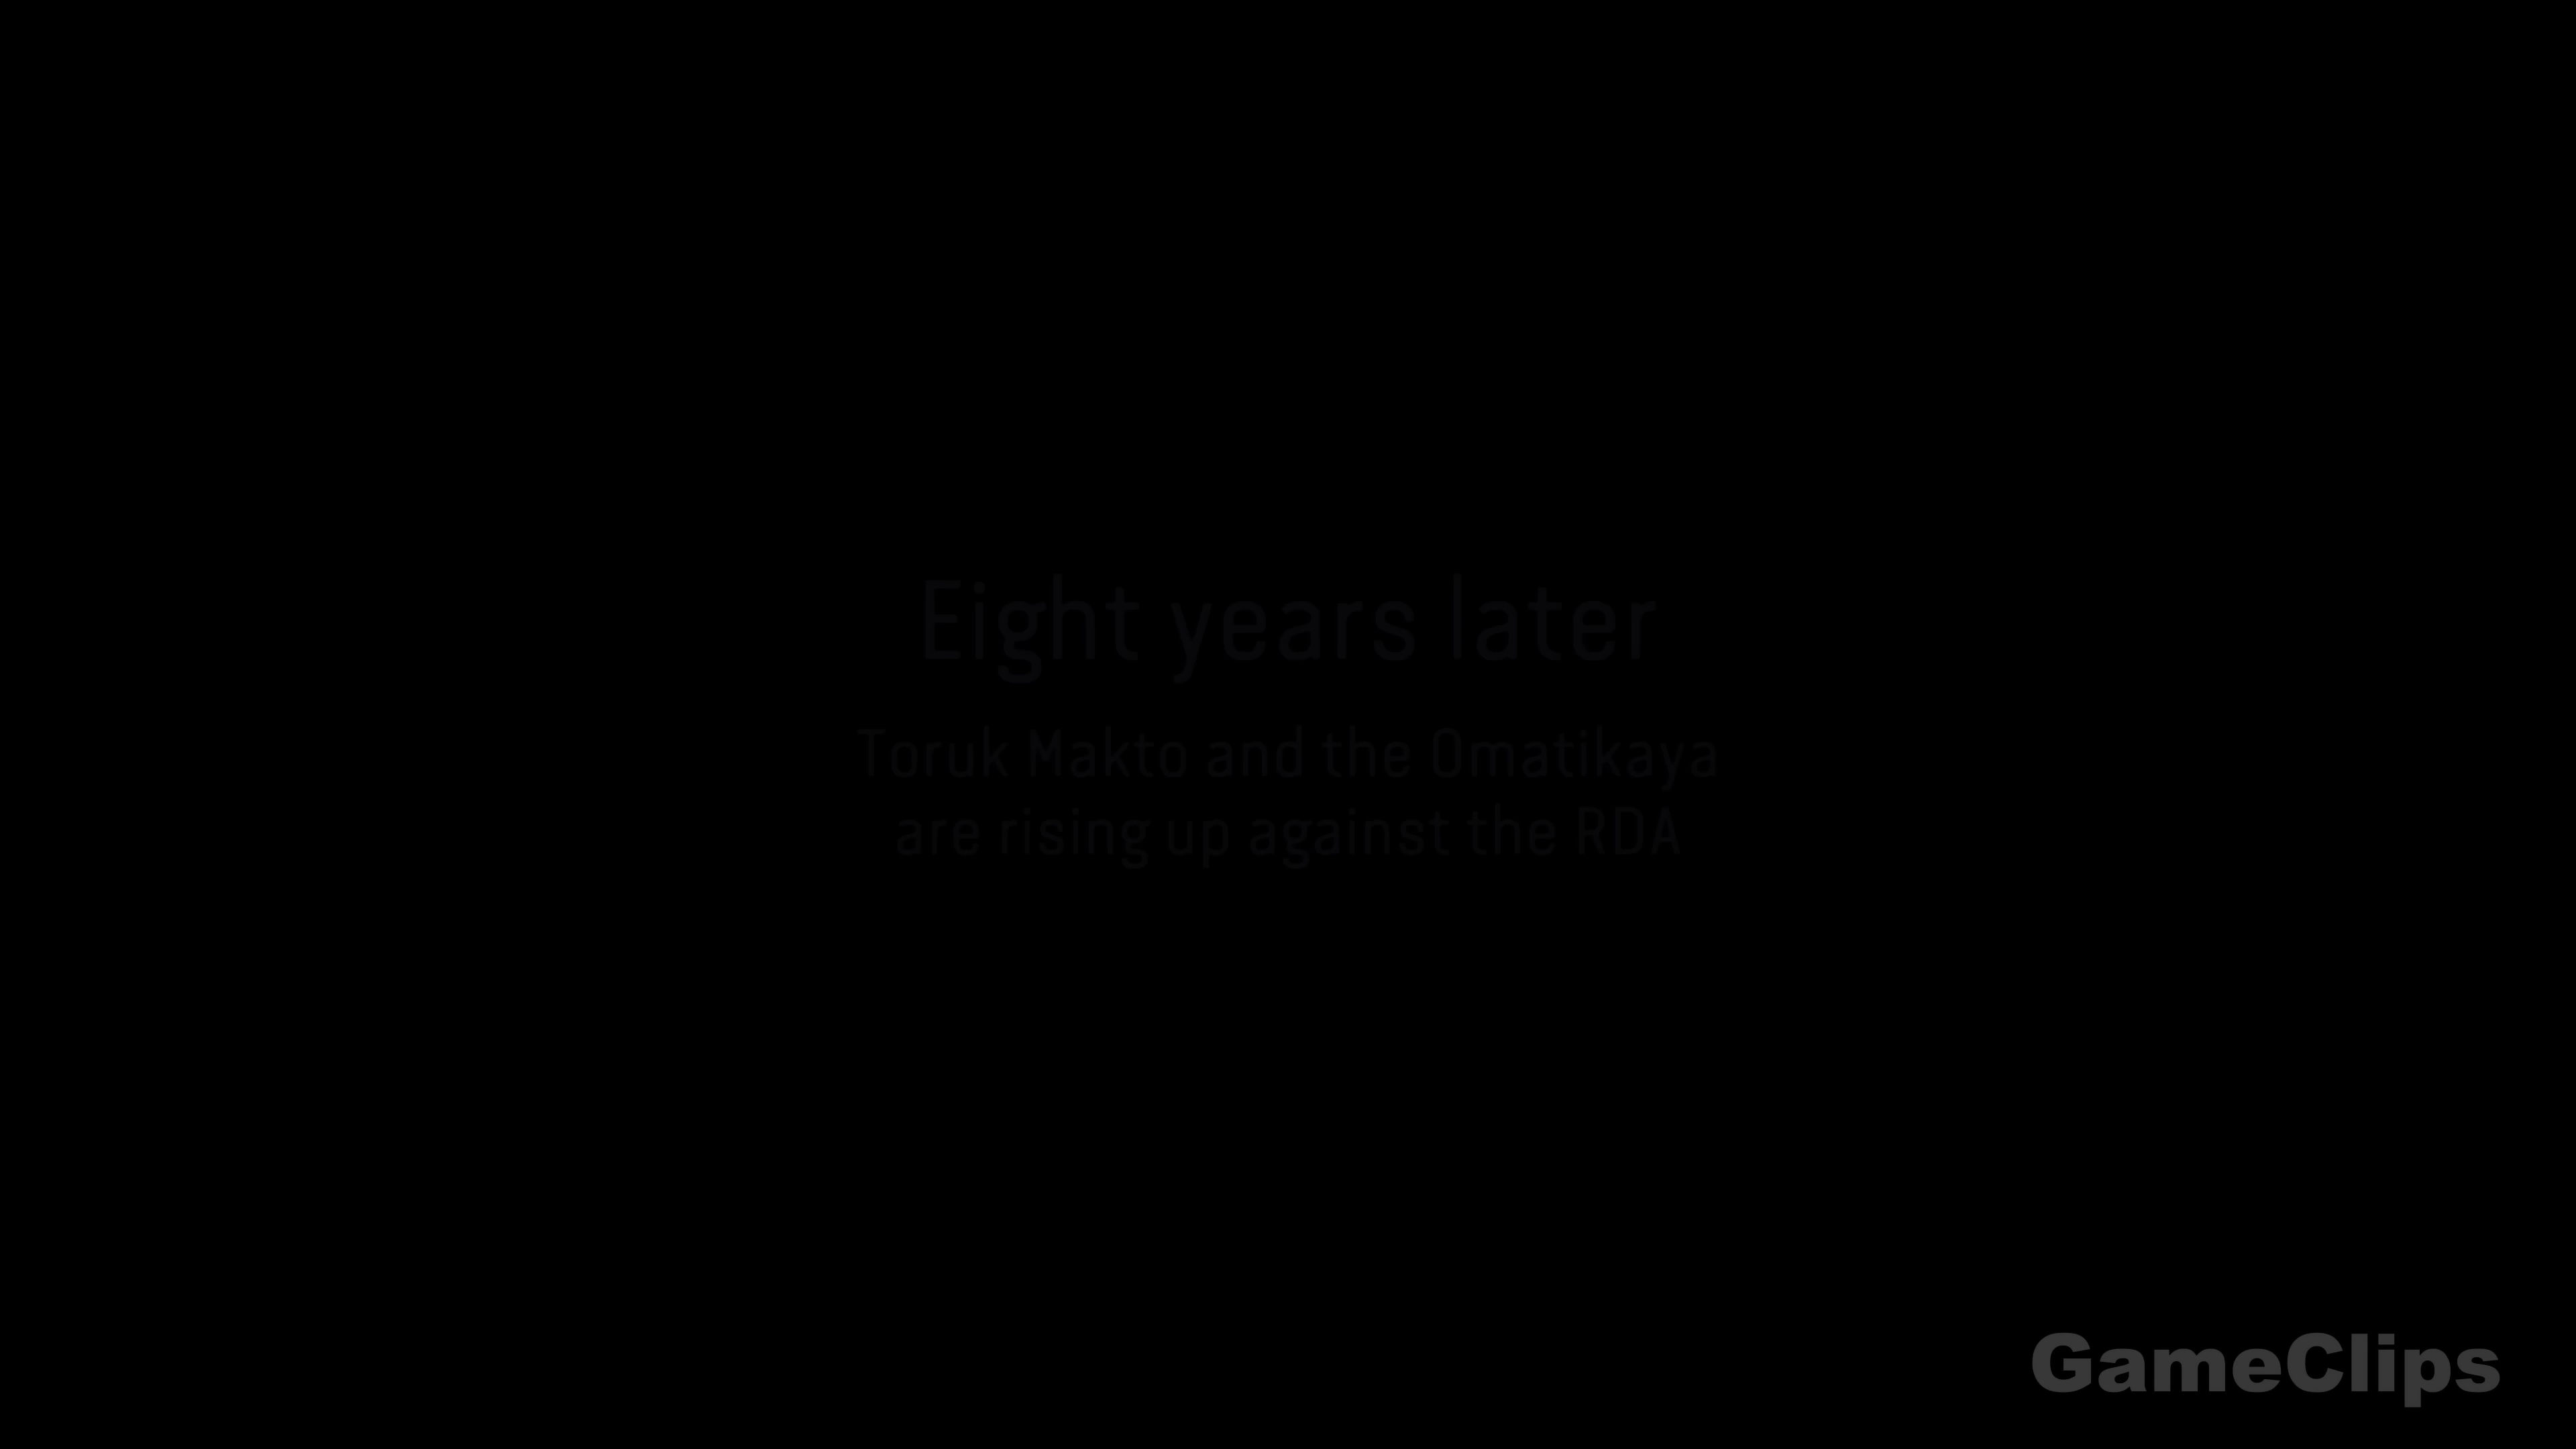 Eight years later
Toruk Makto and the Omatikaya
are rising up against the RDA
GameClips